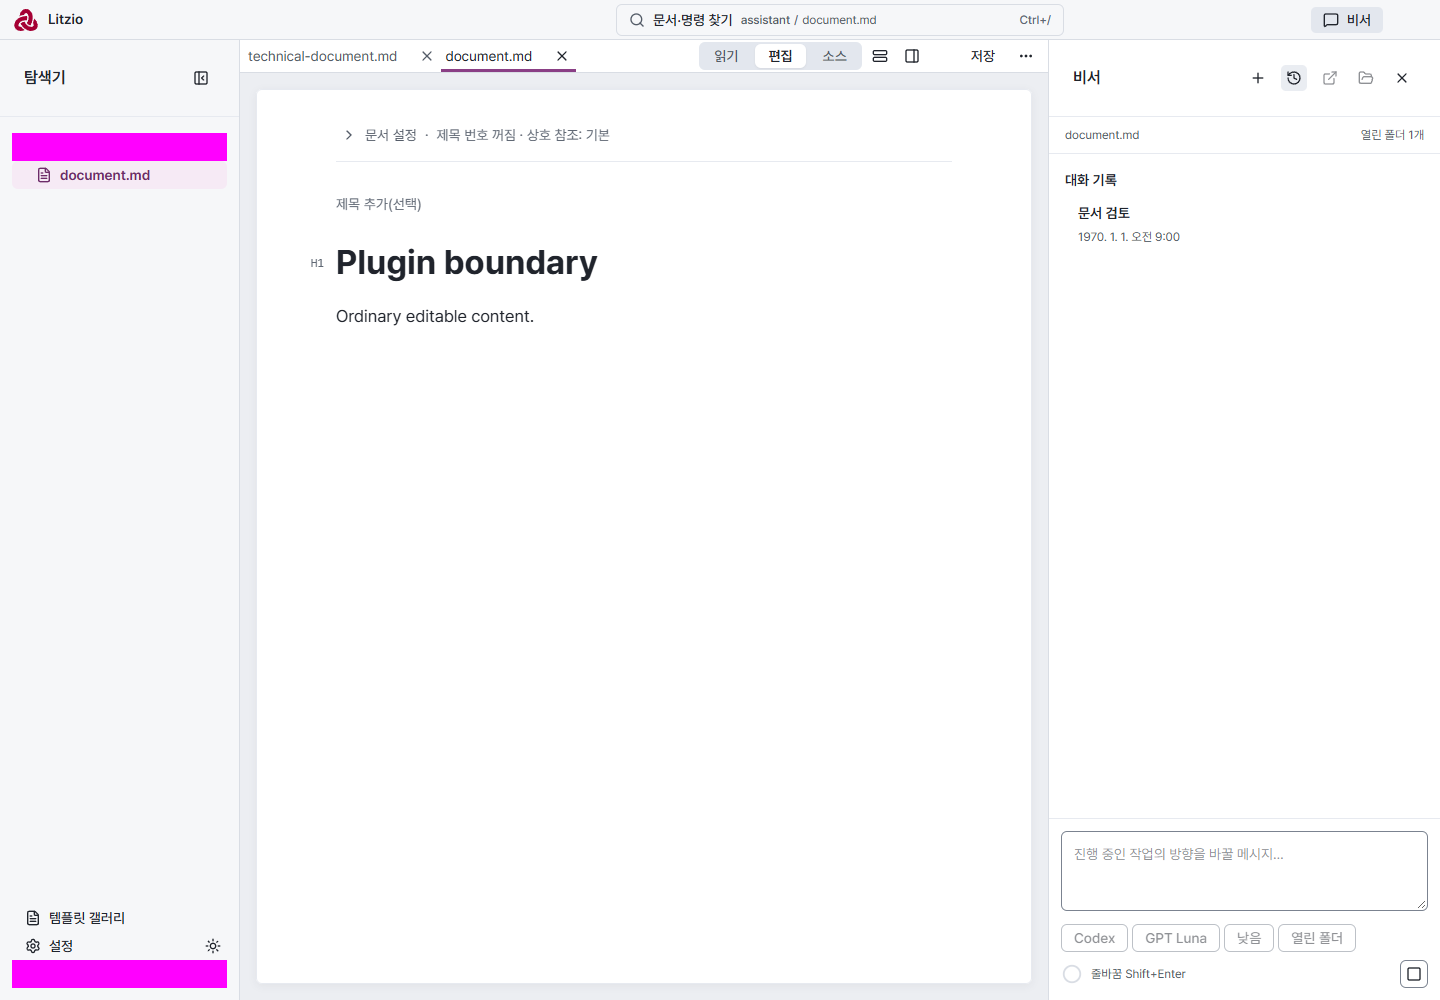 Litzio
문서·명령 찾기 assistant / document.md Ctrl+/
비서
탐색기
document.md
템플릿 갤러리
설정
technical-document.md
document.md
읽기 편집 소스
저장
문서 설정 · 제목 번호 꺼짐 · 상호 참조: 기본
제목 추가(선택)
H1 Plugin boundary
Ordinary editable content.
비서
document.md 열린 폴더 1개
대화 기록
문서 검토
1970. 1. 1. 오전 9:00
진행 중인 작업의 방향을 바꿀 메시지...
Codex GPT Luna 낮음 열린 폴더
줄바꿈 Shift+Enter